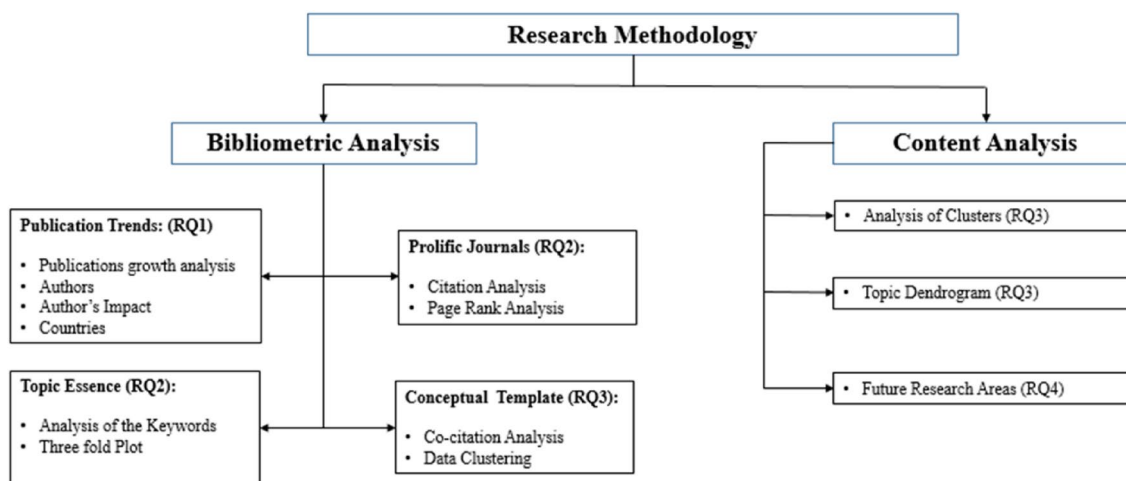 Research Methodology
Bibliometric Analysis
Content Analysis
Publication Trends: (RQ1)
• Publications growth analysis
• Authors
• Author's Impact
• Countries
Prolific Journals (RQ2):
• Citation Analysis
• Page Rank Analysis
Topic Essence (RQ2):
• Analysis of the Keywords
• Three fold Plot
Conceptual Template (RQ3):
• Co-citation Analysis
• Data Clustering
• Analysis of Clusters (RQ3)
• Topic Dendrogram (RQ3)
• Future Research Areas (RQ4)